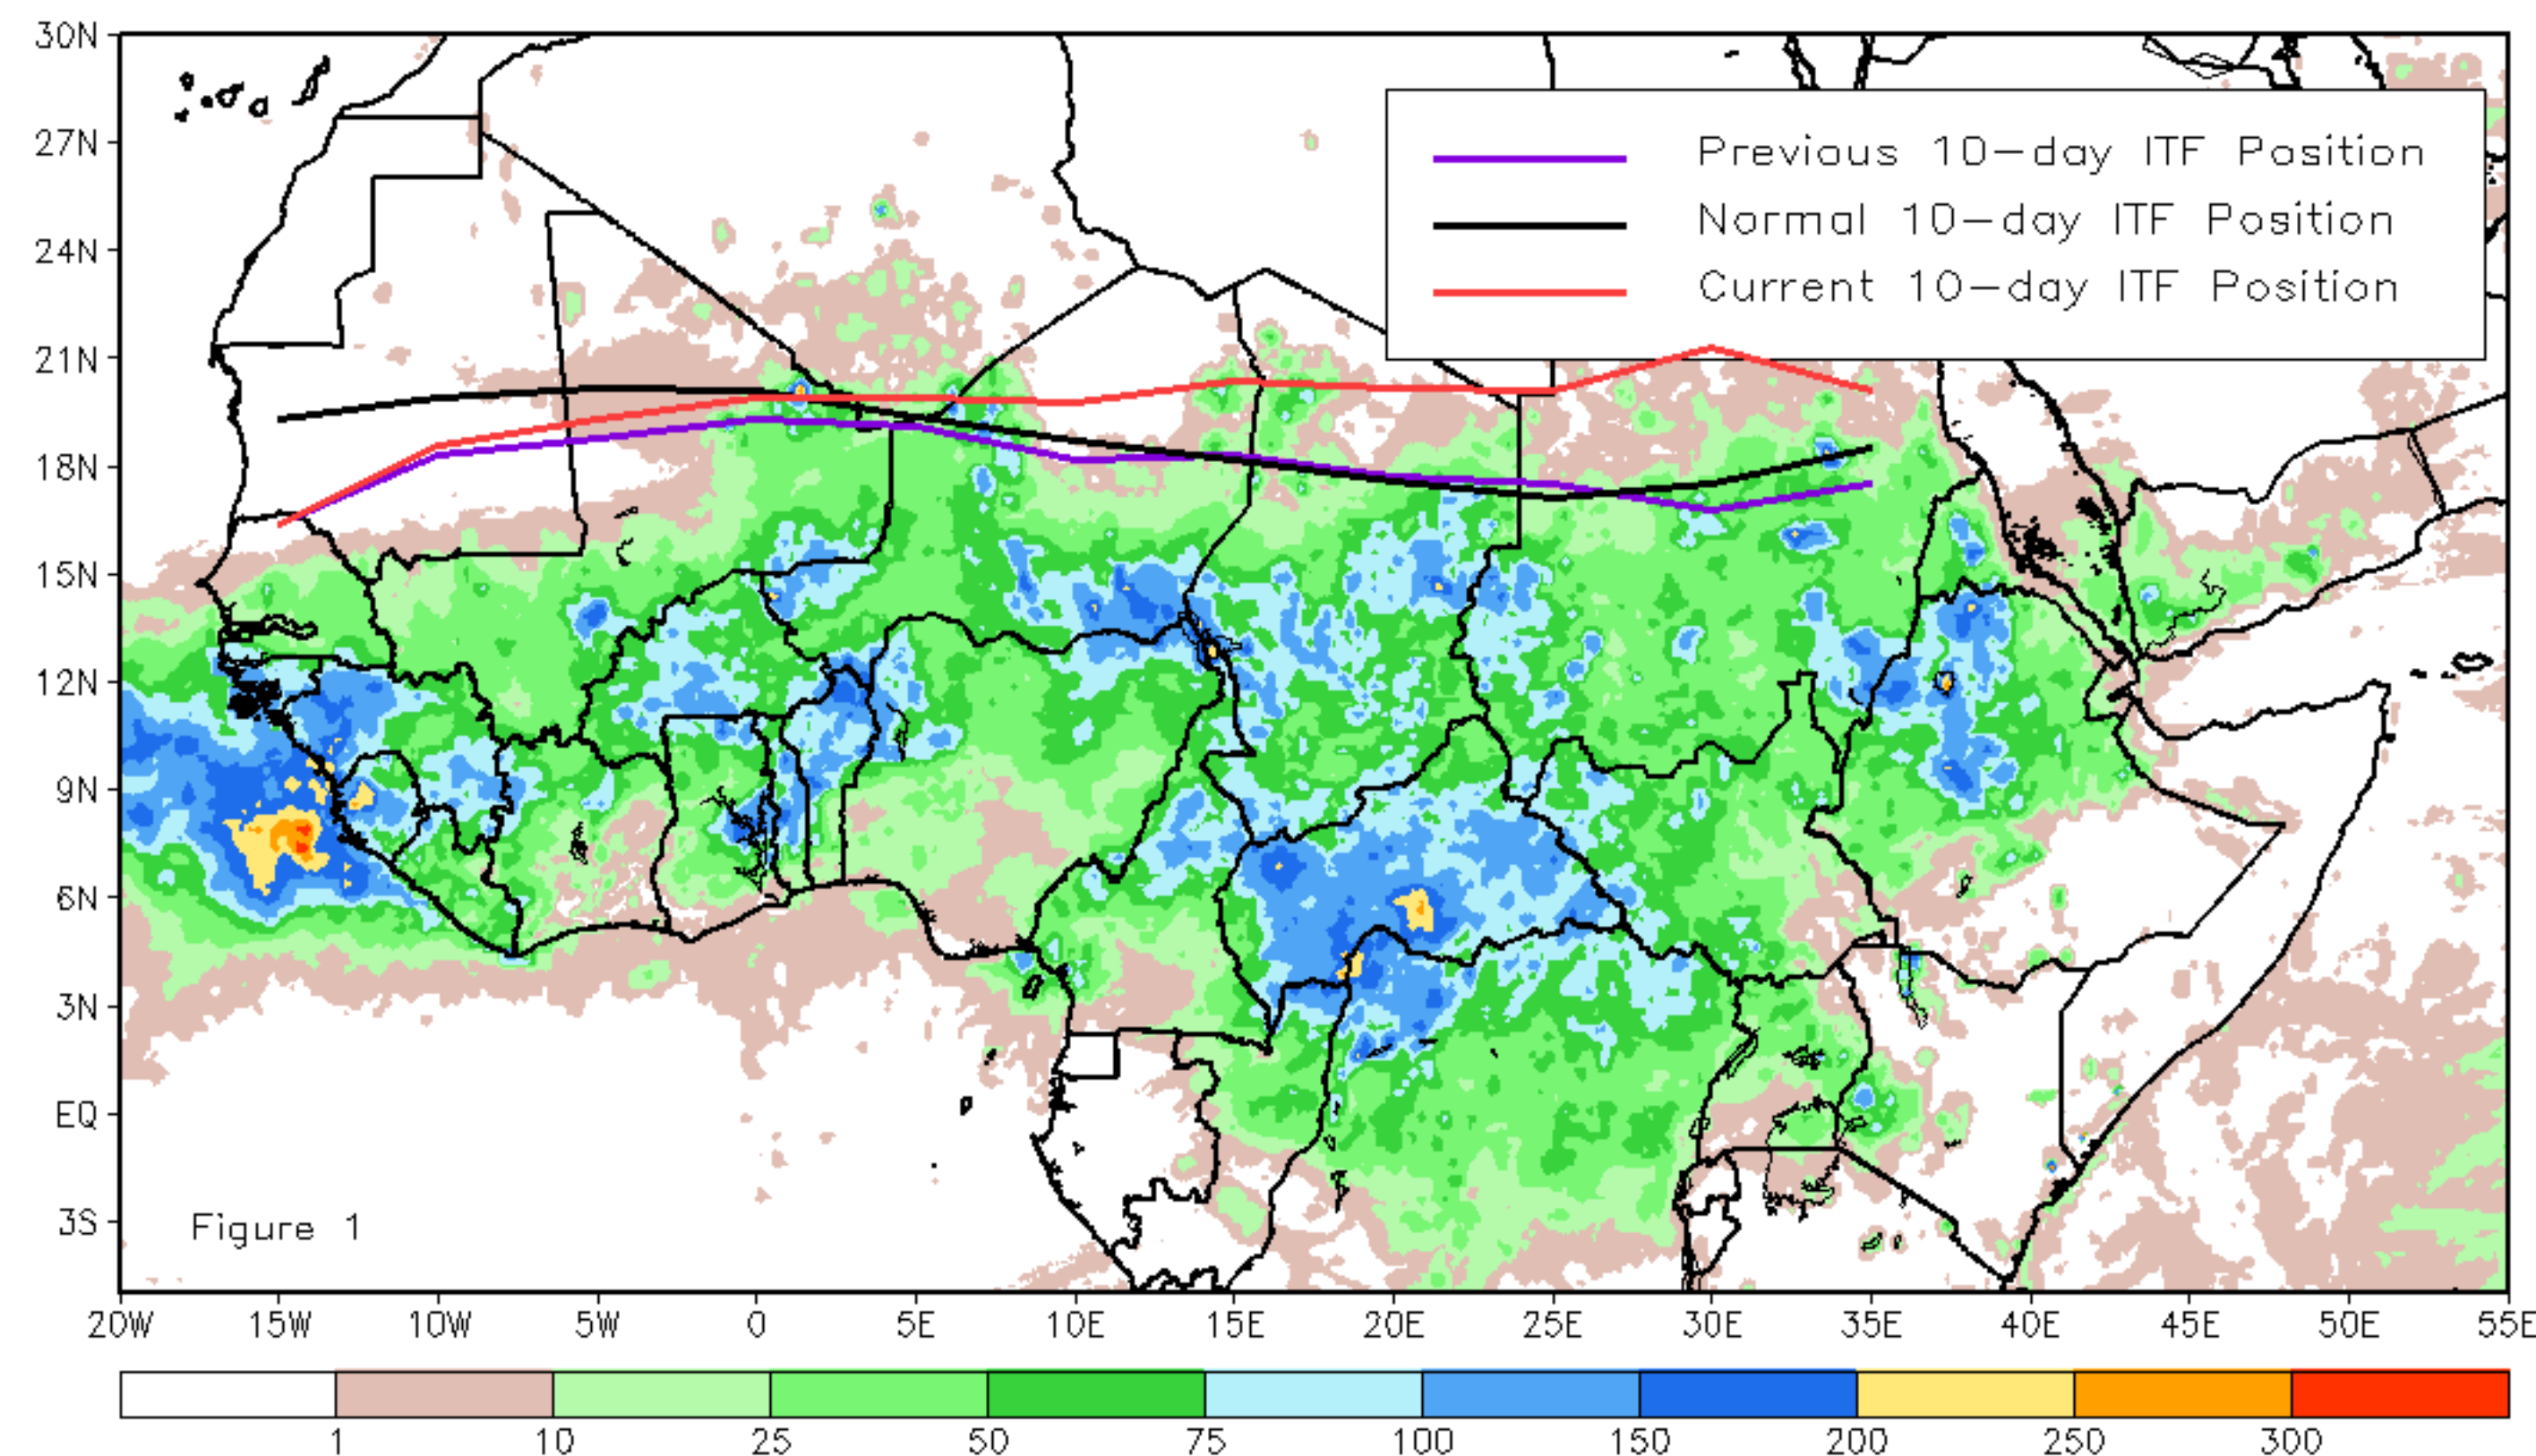 30N
27N
24N
21N
18N
15N
12N
9N
6N
3N
EQ
3S
Previous 10-day ITF Position
Normal 10-day ITF Position
Current 10-day ITF Position
Figure 1
20W 15W 10W 5W 0 5E 10E 15E 20E 25E 30E 35E 40E 45E 50E 55E
1 10 25 50 75 100 150 200 250 300